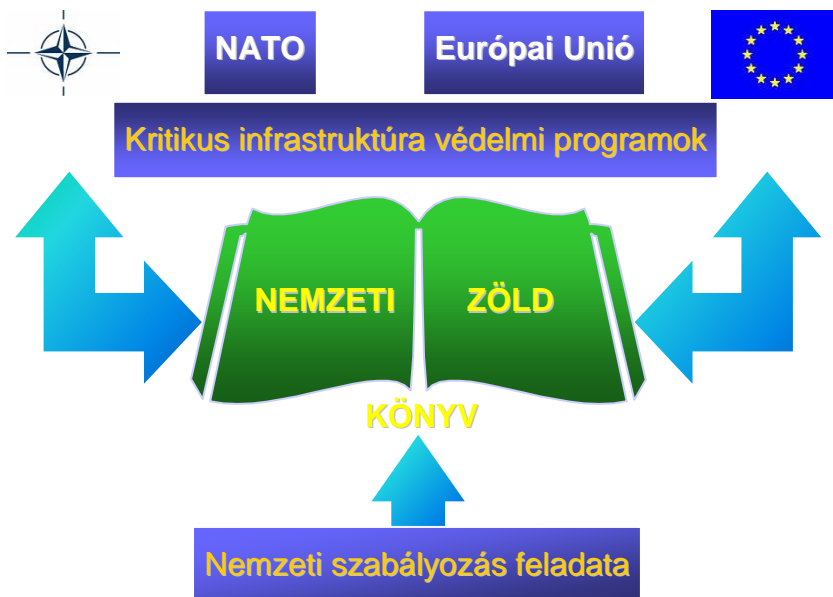 NATO
Európai Unió
Kritikus infrastruktúra védelmi programok
NEMZETI ZÖLD
KÖNYV
Nemzeti szabályozás feladata